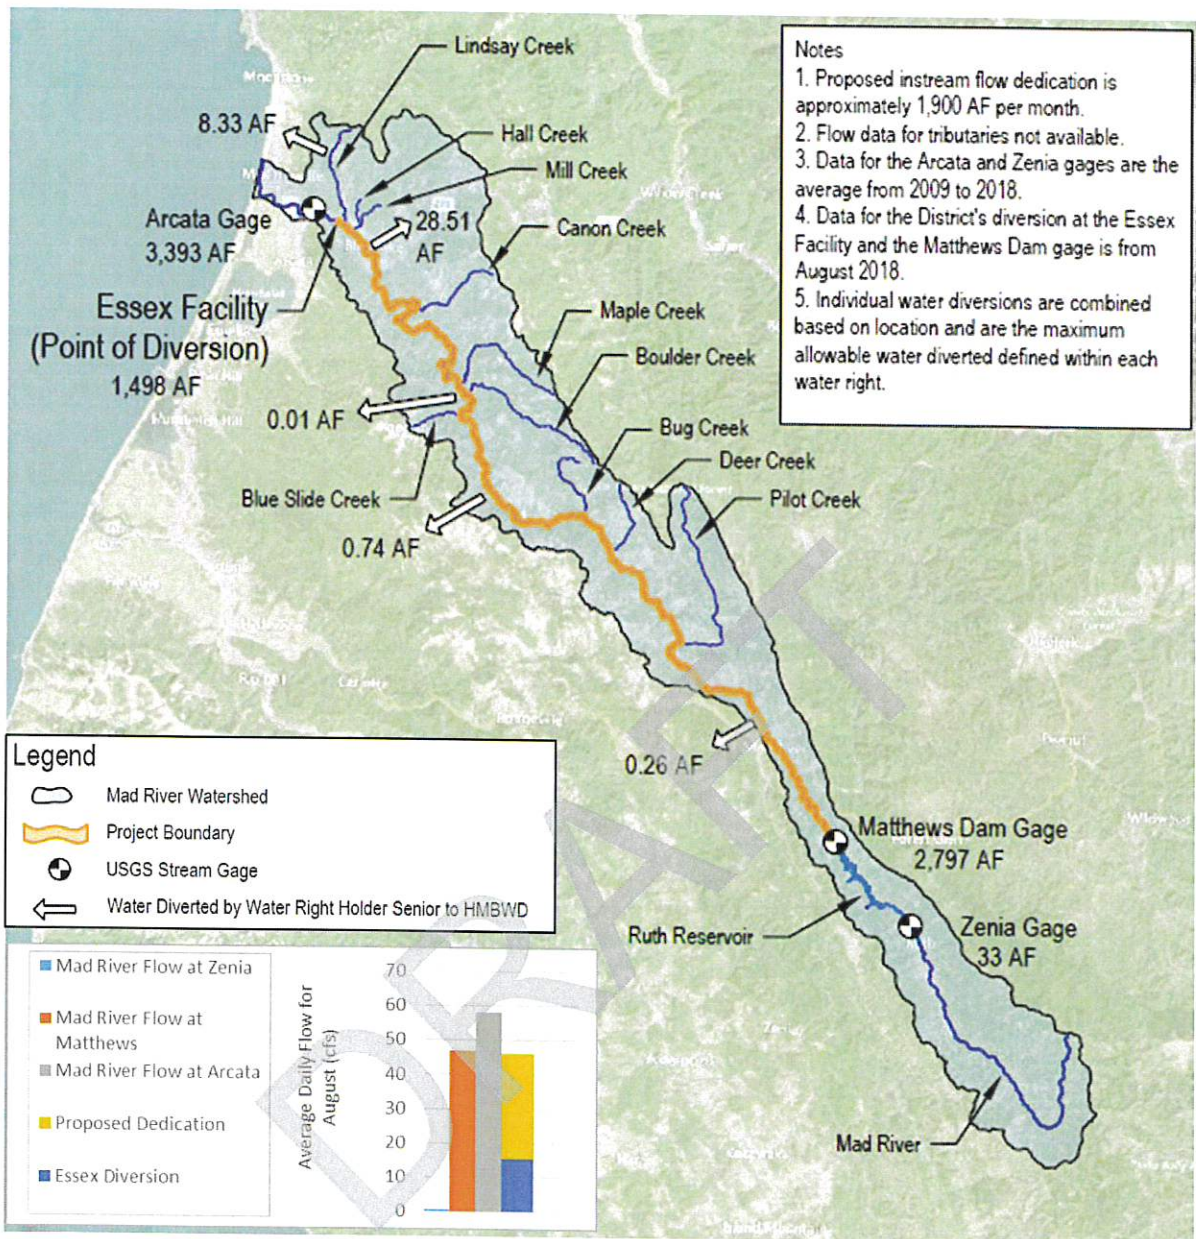 Lindsay Creek
8.33 AF
Hall Creek
Mill Creek
Arcata Gage
3,393 AF
28.51
AF
Canon Creek
Essex Facility
(Point of Diversion)
1,498 AF
Maple Creek
Boulder Creek
0.01 AF
Bug Creek
Deer Creek
Blue Slide Creek
Pilot Creek
0.74 AF
0.26 AF
Matthews Dam Gage
2,797 AF
Ruth Reservoir
Zenia Gage
33 AF
Mad River
Notes
1. Proposed instream flow dedication is
approximately 1,900 AF per month.
2. Flow data for tributaries not available.
3. Data for the Arcata and Zenia gages are the
average from 2009 to 2018.
4. Data for the District's diversion at the Essex
Facility and the Matthews Dam gage is from
August 2018.
5. Individual water diversions are combined
based on location and are the maximum
allowable water diverted defined within each
water right.
Legend
Mad River Watershed
Project Boundary
USGS Stream Gage
Water Diverted by Water Right Holder Senior to HMBWD
Mad River Flow at Zenia
Mad River Flow at
Matthews
Mad River Flow at Arcata
Proposed Dedication
Essex Diversion
Average Daily Flow for
August (cfs)
70
60
50
40
30
20
10
0
DRAFT